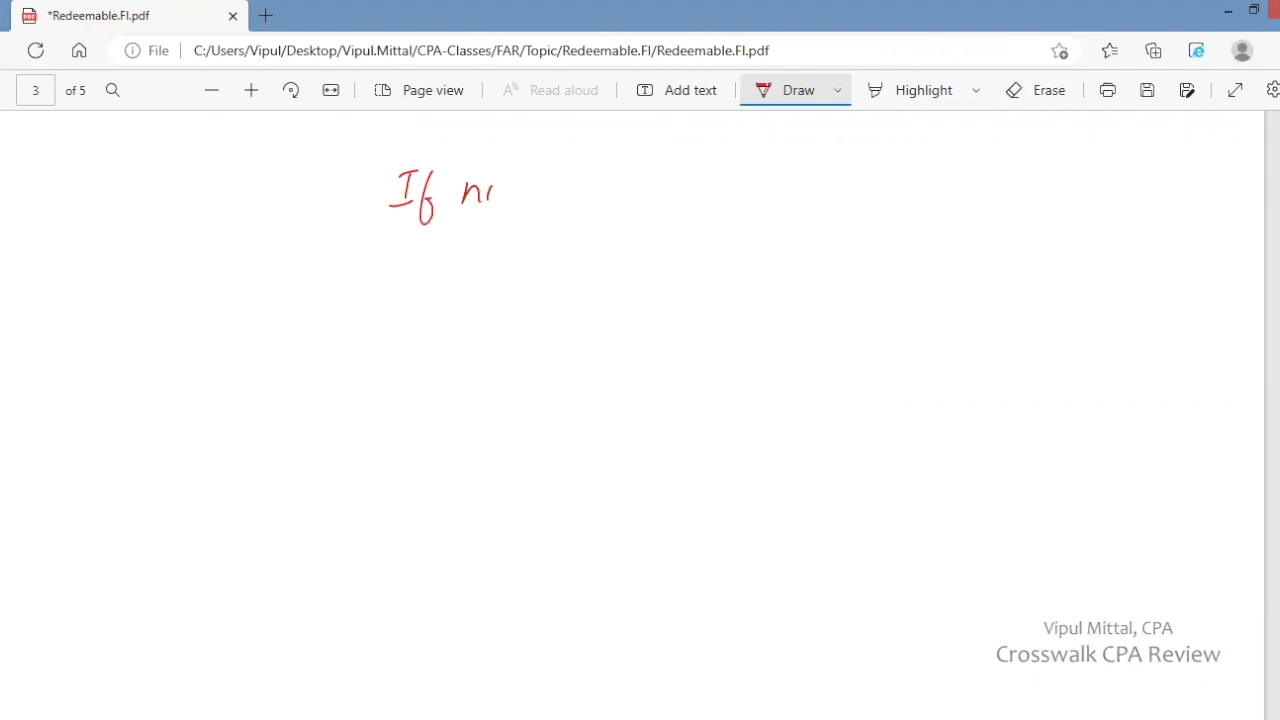 *Redeemable.FI.pdf
File C:/Users/Vipul/Desktop/Vipul.Mittal/CPA-Classes/FAR/Topic/Redeemable.FI/Redeemable.FI.pdf
3 of 5 Page view Read aloud Add text Draw Highlight Erase
If
Vipul Mittal, CPA
Crosswalk CPA Review